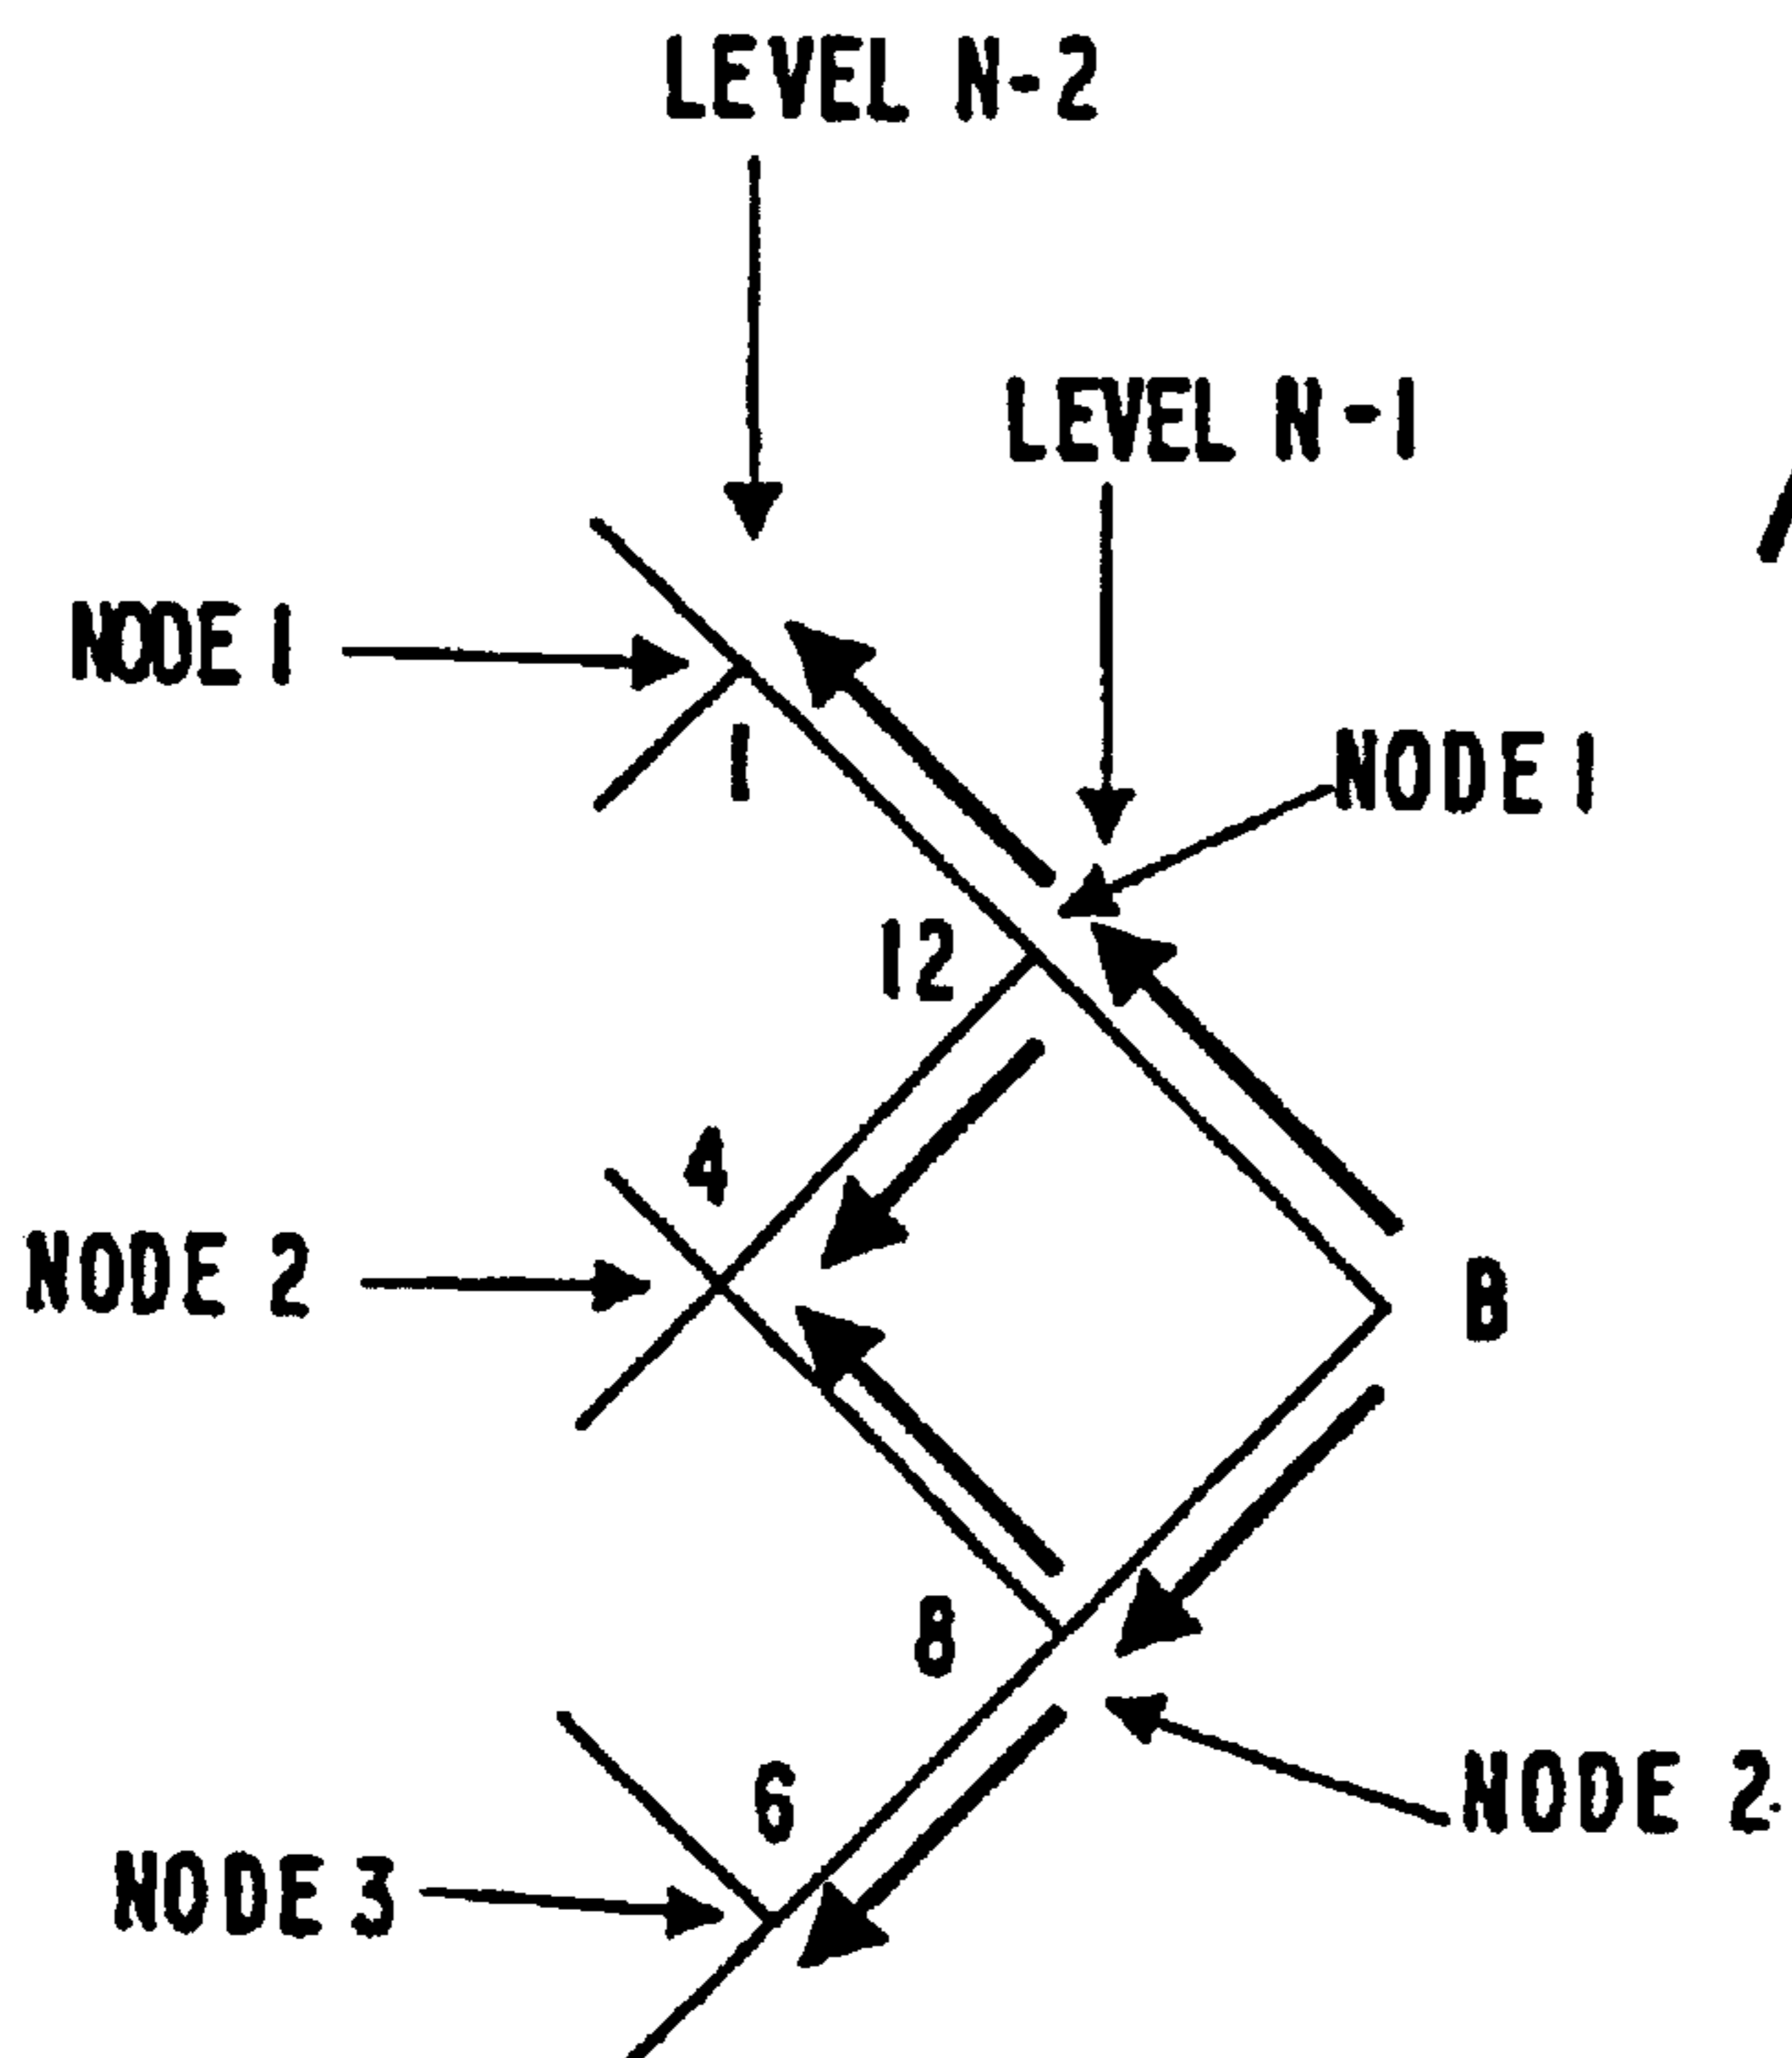 LEVEL N-2
LEVEL N-1
NODE 1
1
NODE 1
12
4
NODE 2
B
8
6
NODE 2
NODE 3